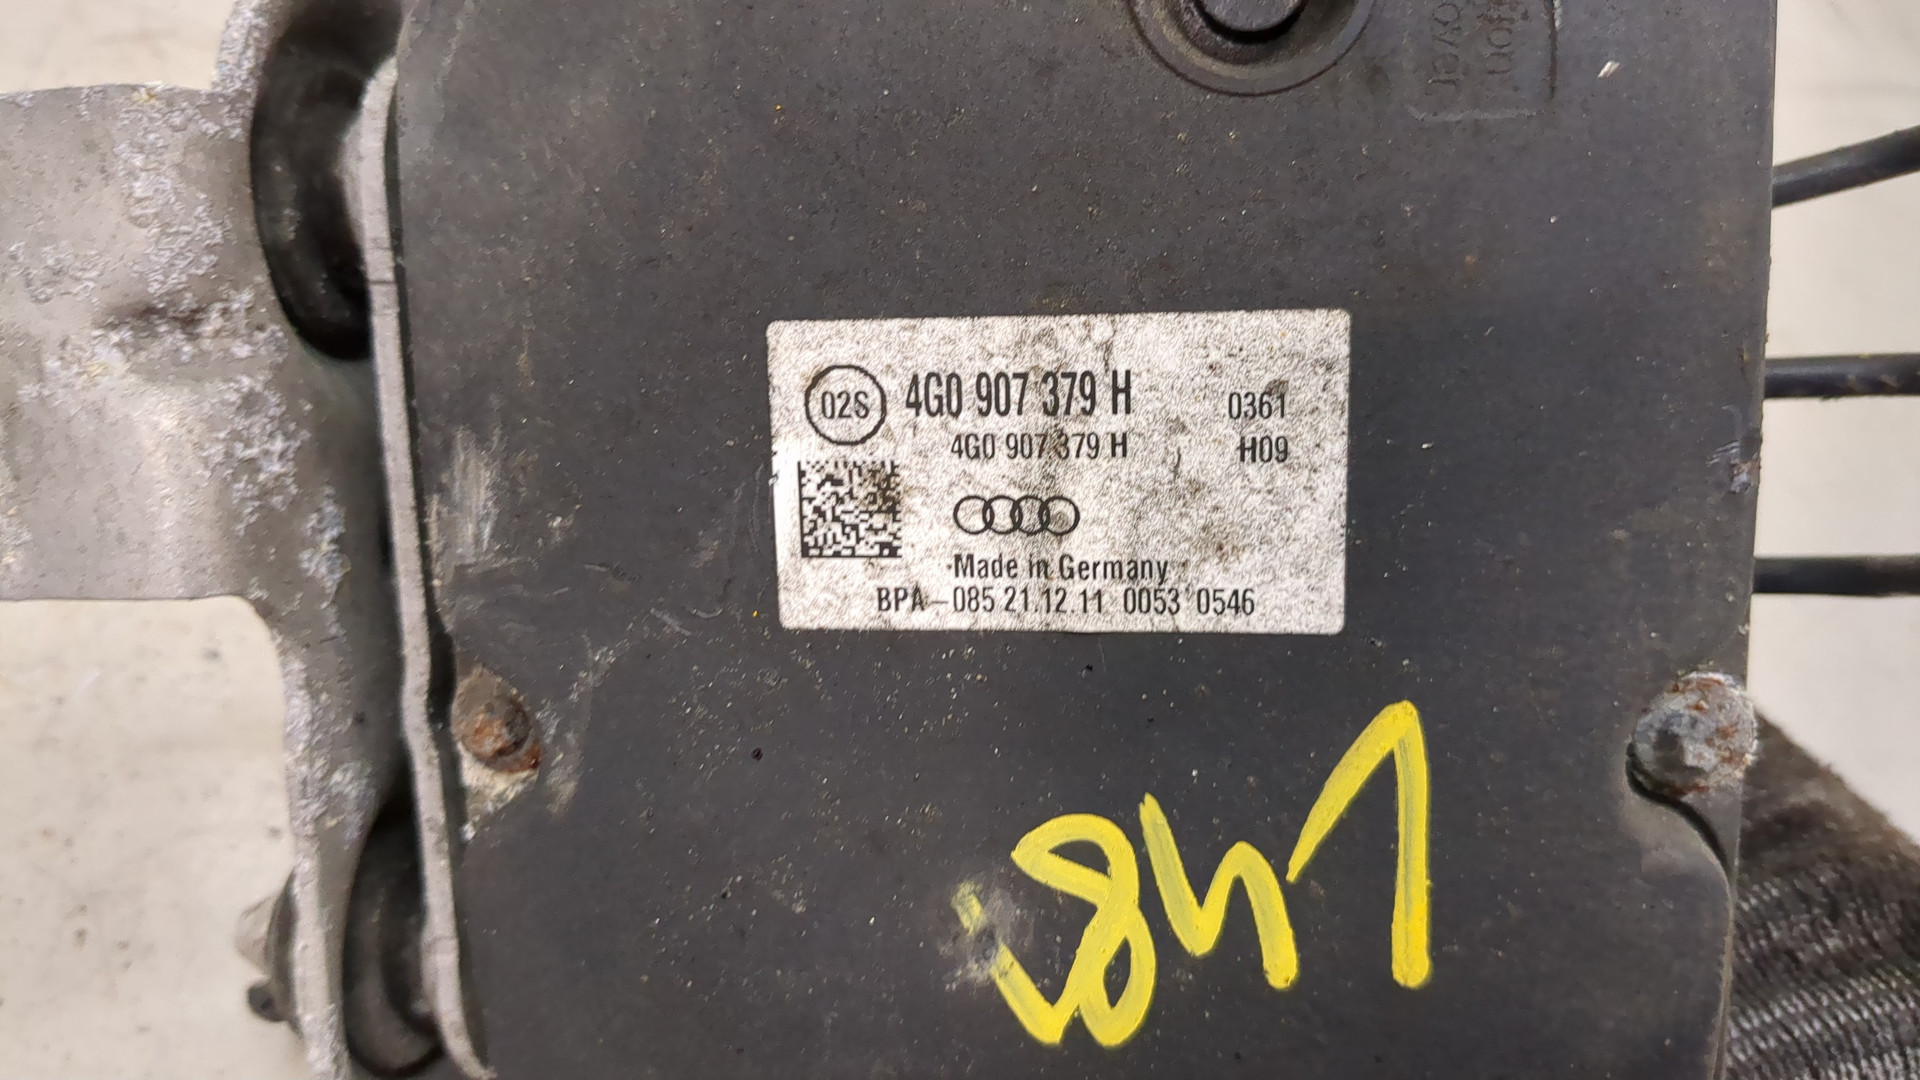 02S 4G0 907 379 H 0361
4G0 907 379 H H09
Made in Germany
BPA-085 21.12.11 0053 0546